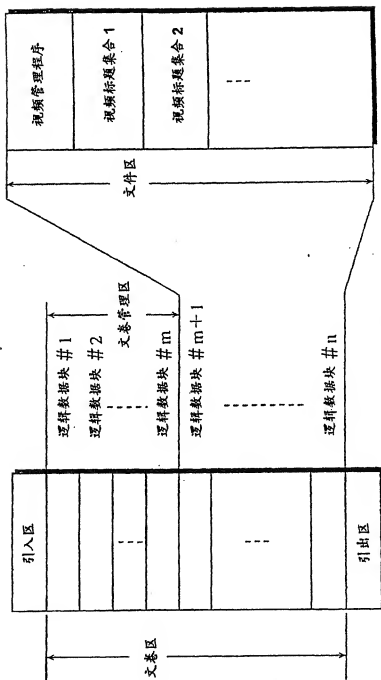 视频管理程序
视频标题集合 1
视频标题集合 2
文件区
文卷管理区
逻辑数据块 #1
逻辑数据块 #2
逻辑数据块 #m
逻辑数据块 #m+1
逻辑数据块 #n
引入区
引出区
文卷区